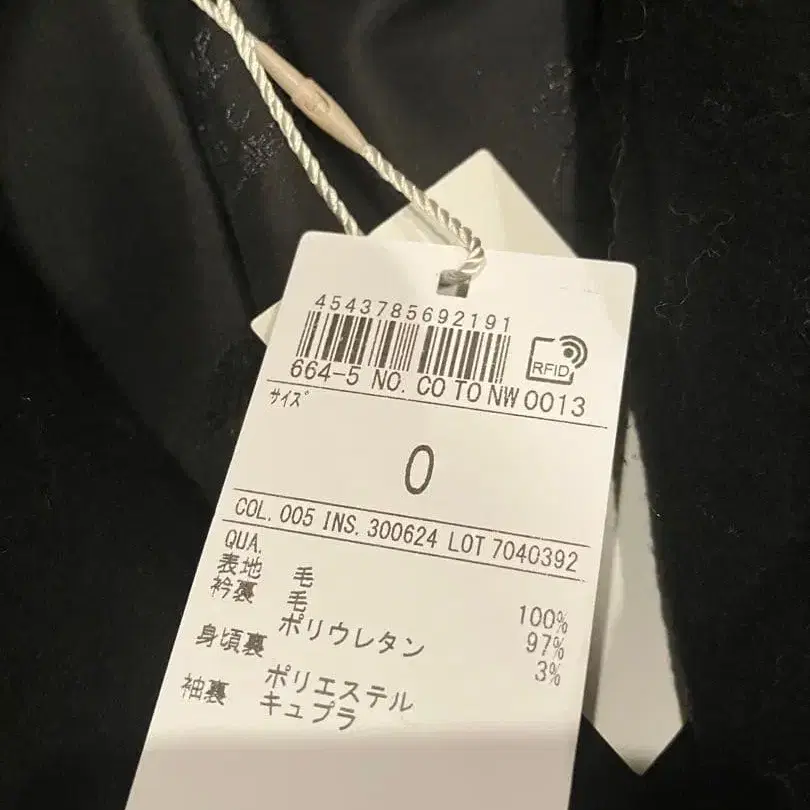 4543785692191
RFID
664-5 NO. CO TO NW 0013
サイズ
0
COL. 005 INS. 300624 LOT 7040392
QUA.
表地 毛 100%
衿裏 毛 97%
ポリウレタン 3%
身頃裏
ポリエステル
袖裏 キュプラ